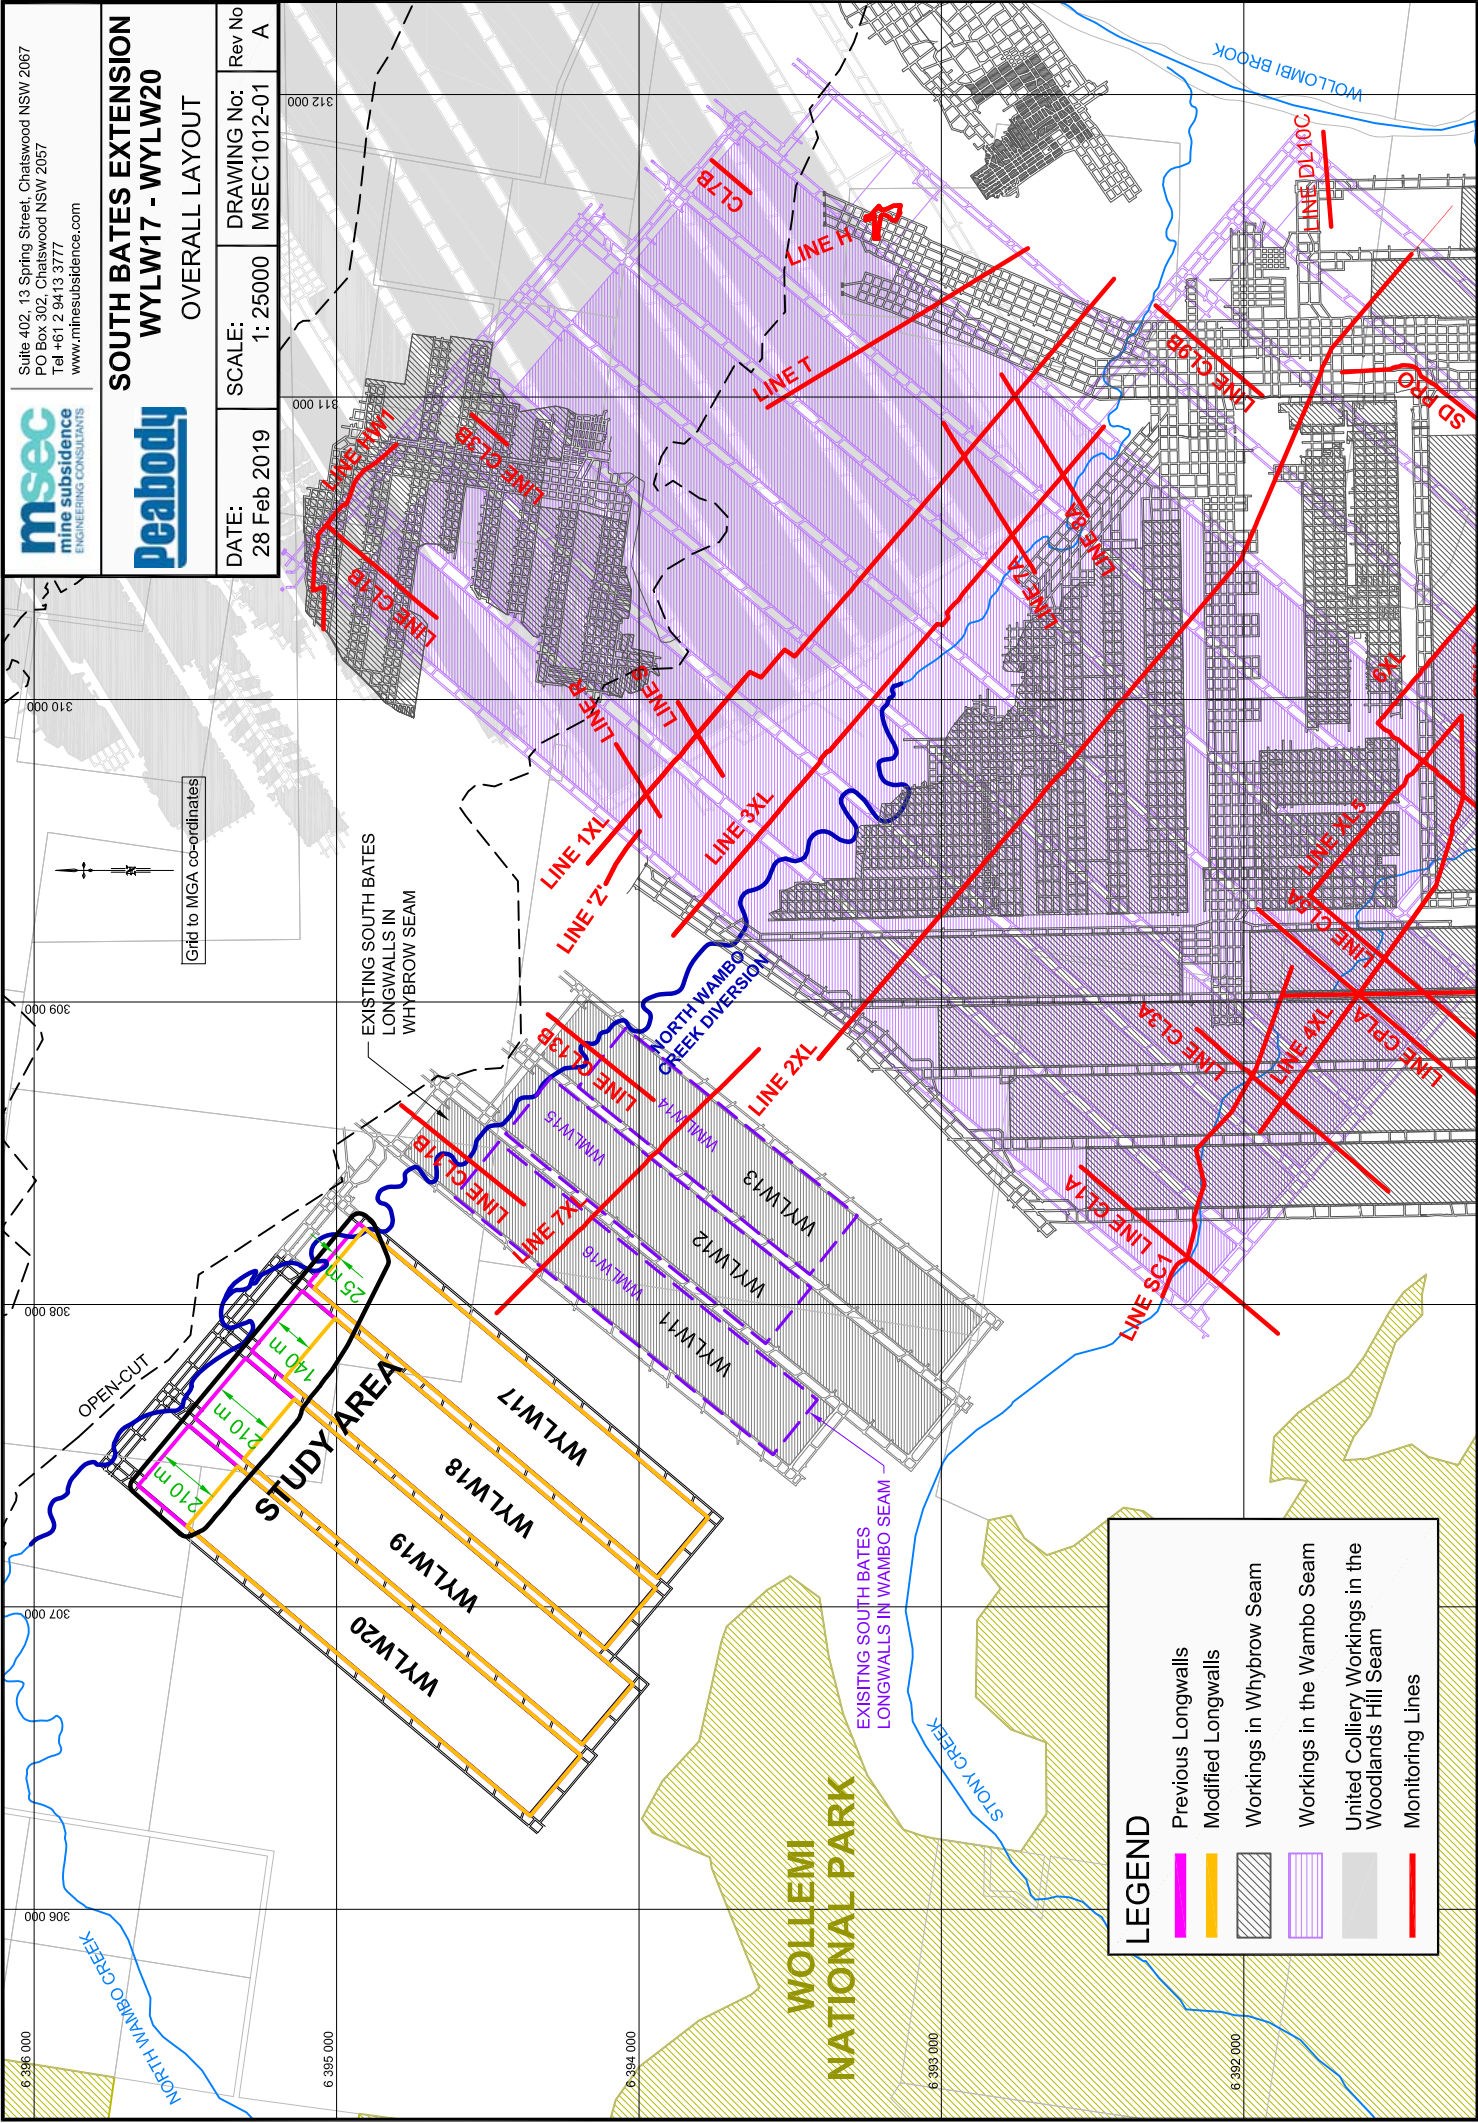 Suite 402, 13 Spring Street, Chatswood NSW 2067
PO Box 302, Chatswood NSW 2057
Tel +61 2 9413 3777
www.minesubsidence.com
msec
mine subsidence
ENGINEERING CONSULTANTS
Peabody
SOUTH BATES EXTENSION
WYLW17 - WYLW20
OVERALL LAYOUT
DATE:
28 Feb 2019
SCALE:
1: 25000
DRAWING No:
MSEC1012-01
Rev No
A
312 000
311 000
310 000
309 000
308 000
307 000
306 000
6 396 000
6 395 000
6 394 000
6 393 000
6 392 000
N
Grid to MGA co-ordinates
WOLLOMBI BROOK
LINE DL10C
CL7B
LINE H
LINE T
LINE CL9B
SD PRO
LINE HW1
LINE CL3B
LINE CL1B
LINE 8A
LINE 7A
LINE R
LINE S
LINE 1XL
LINE 'Z'
LINE 3XL
6XL
LINE XL5
LINE CL5A
LINE 4XL
LINE CPLA
LINE CL3A
LINE CL1A
LINE SC1
LINE 2XL
LINE CL13B
LINE CL11B
LINE 7XL
NORTH WAMBO
CREEK DIVERSION
EXISTING SOUTH BATES
LONGWALLS IN
WHYBROW SEAM
WMLW14
WMLW15
WMLW16
WYLW13
WYLW12
WYLW11
OPEN-CUT
25 m
140 m
210 m
210 m
STUDY AREA
WYLW17
WYLW18
WYLW19
WYLW20
EXISITNG SOUTH BATES
LONGWALLS IN WAMBO SEAM
STONY CREEK
NORTH WAMBO CREEK
WOLLEMI
NATIONAL PARK
LEGEND
Previous Longwalls
Modified Longwalls
Workings in Whybrow Seam
Workings in the Wambo Seam
United Colliery Workings in the
Woodlands Hill Seam
Monitoring Lines